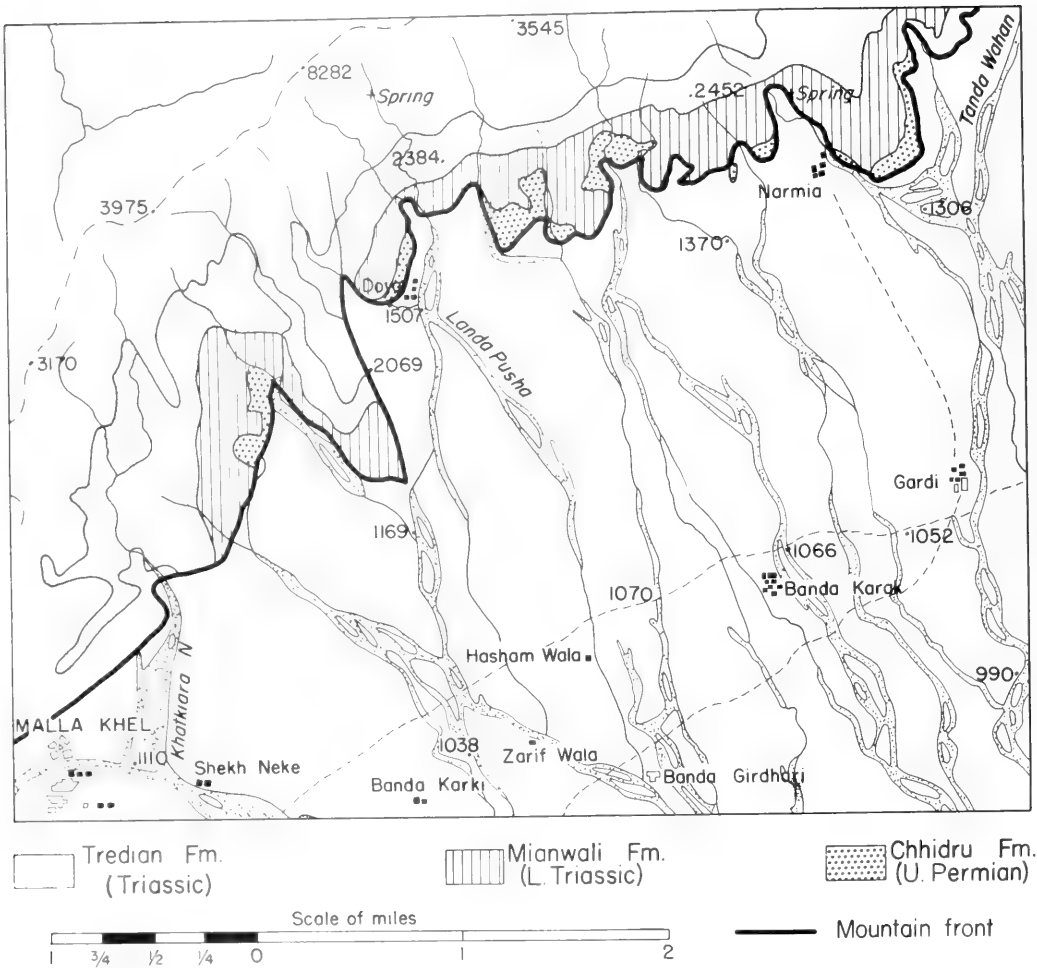 3545
8282
Spring
.2452
Spring
Tanda Wahan
2384.
3975
Narmia
1306
1370
Doya
1507
Landa Pusha
3170
2069
Gardi
1169
1052
1066
1070
Banda Karak
Hasham Wala
990
Khatkiara N
MALLA KHEL
1110
1038
Zarif Wala
Shekh Neke
Banda Karki
Banda Girdhari
Tredian Fm.
(Triassic)
Mianwali Fm.
(L. Triassic)
Chhidru Fm.
(U. Permian)
Scale of miles
1 ¾ ½ ¼ 0 1 2
Mountain front